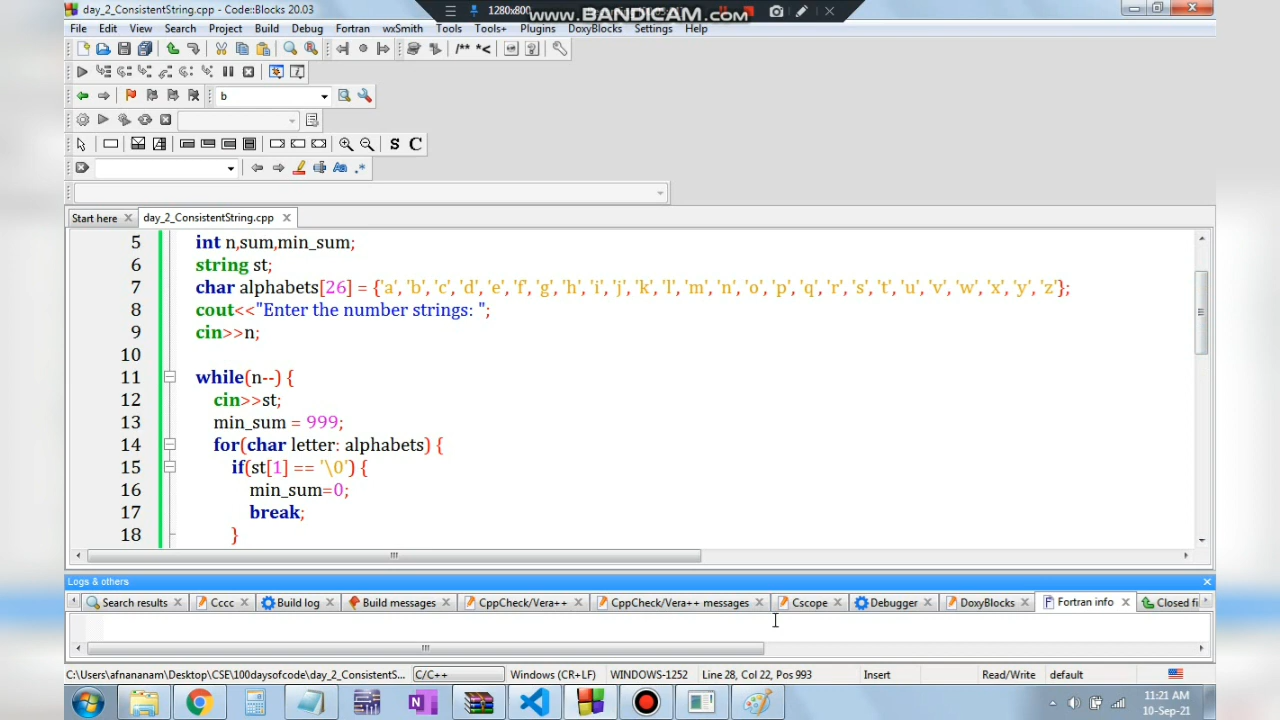 day_2_ConsistentString.cpp - Code::Blocks 20.03
1280x800
www.BANDICAM.com
File Edit View Search Project Build Debug Fortran wxSmith Tools Tools+ Plugins DoxyBlocks Settings Help
/** *<
b
S C
Aa .*
Start here day_2_ConsistentString.cpp
5 int n,sum,min_sum;
6 string st;
7 char alphabets[26] = {'a', 'b', 'c', 'd', 'e', 'f', 'g', 'h', 'i', 'j', 'k', 'l', 'm', 'n', 'o', 'p', 'q', 'r', 's', 't', 'u', 'v', 'w', 'x', 'y', 'z'};
8 cout<<"Enter the number strings: ";
9 cin>>n;
10
11 while(n--) {
12 cin>>st;
13 min_sum = 999;
14 for(char letter: alphabets) {
15 if(st[1] == '\0') {
16 min_sum=0;
17 break;
18 }
Logs & others
Search results Cccc Build log Build messages CppCheck/Vera++ CppCheck/Vera++ messages Cscope Debugger DoxyBlocks Fortran info Closed fi
C:\Users\afnananam\Desktop\CSE\100daysofcode\day_2_ConsistentS... C/C++ Windows (CR+LF) WINDOWS-1252 Line 28, Col 22, Pos 993 Insert Read/Write default
11:21 AM
10-Sep-21